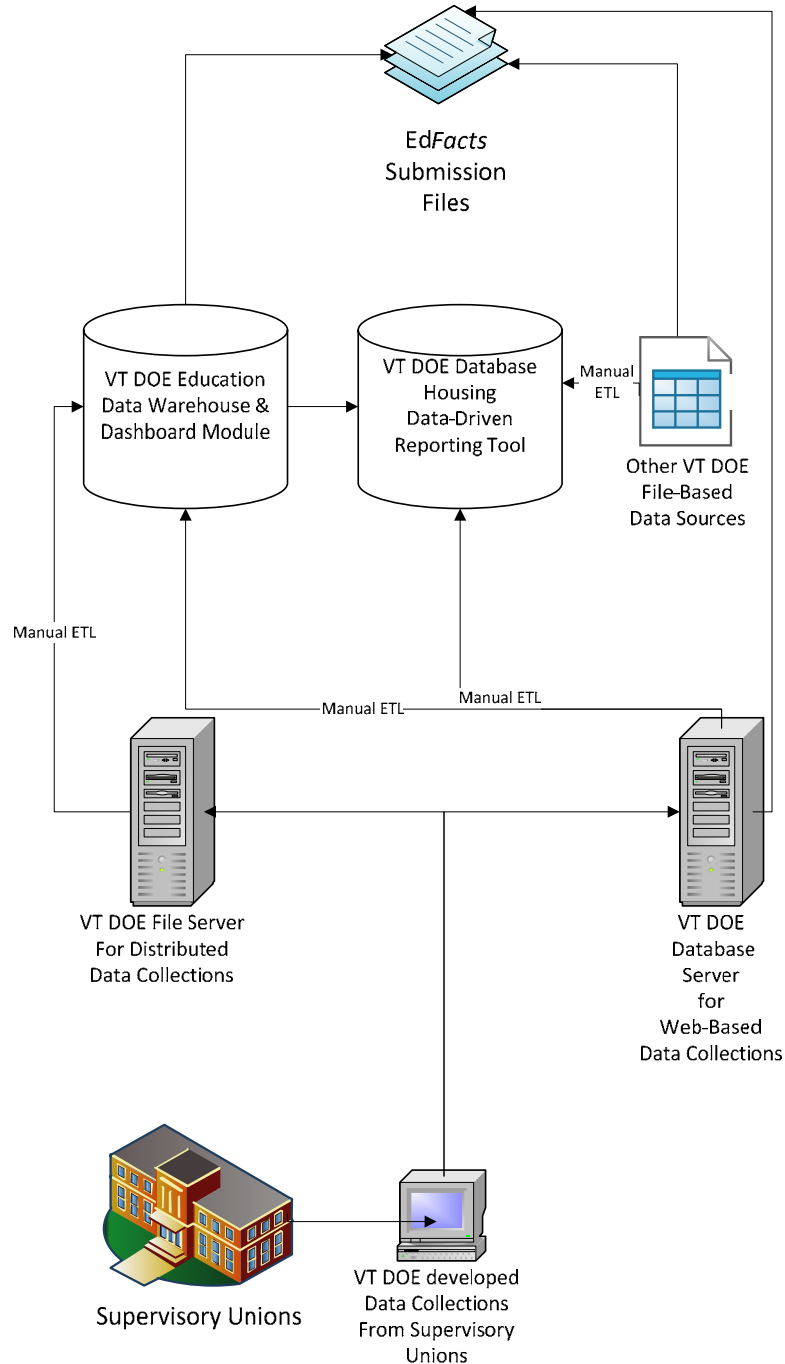 EdFacts
Submission
Files
VT DOE Education
Data Warehouse &
Dashboard Module
VT DOE Database
Housing
Data-Driven
Reporting Tool
Manual
ETL
Other VT DOE
File-Based
Data Sources
Manual ETL
Manual ETL
Manual ETL
VT DOE File Server
For Distributed
Data Collections
VT DOE
Database
Server
for
Web-Based
Data Collections
Supervisory Unions
VT DOE developed
Data Collections
From Supervisory
Unions